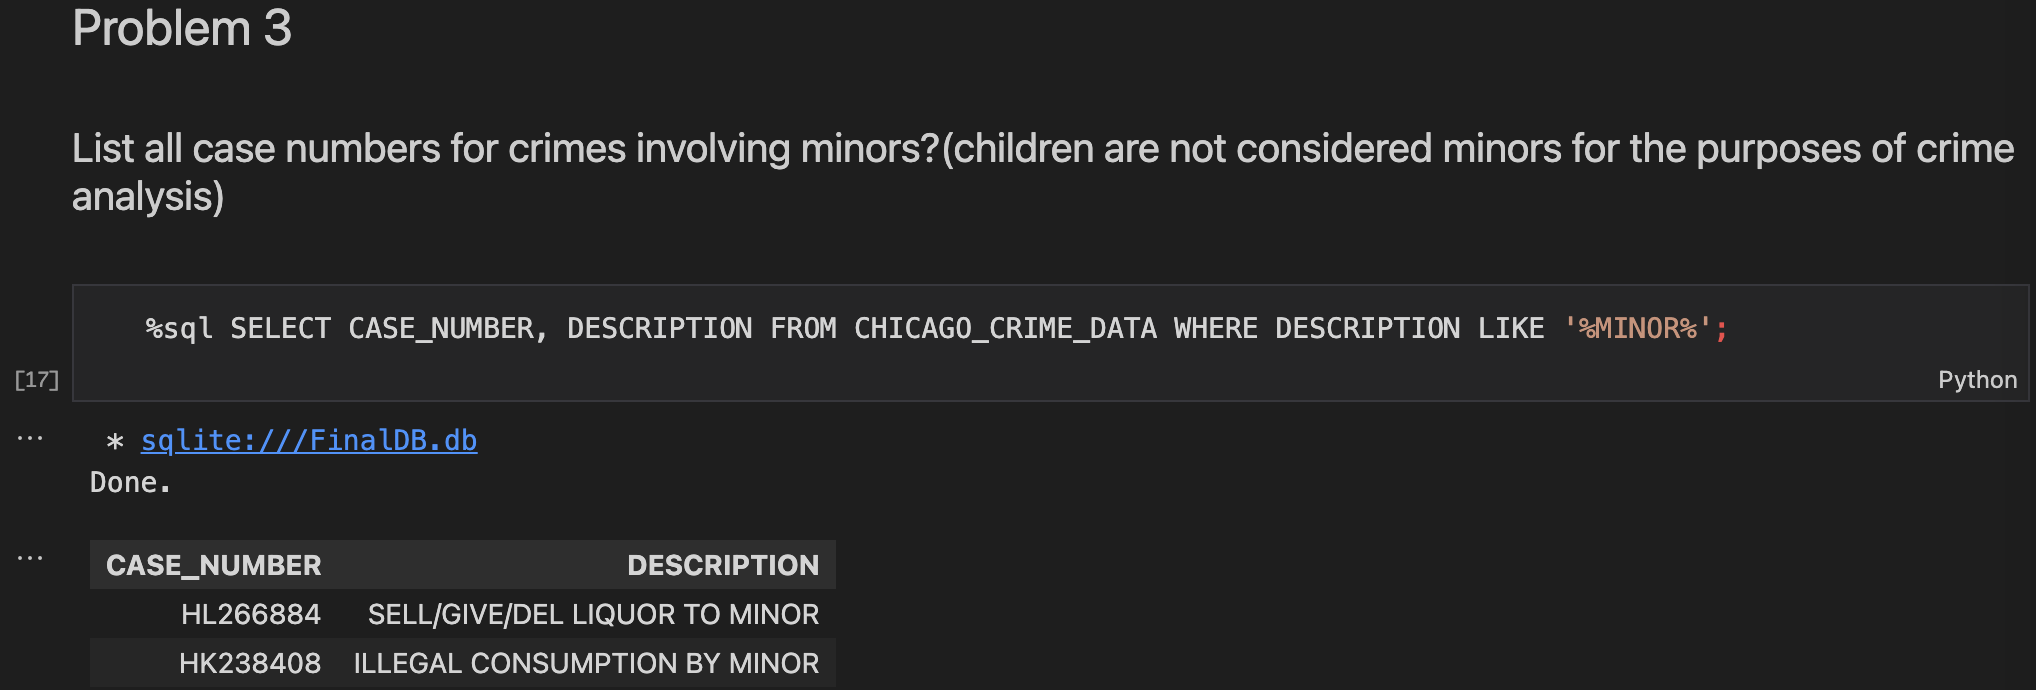 Problem 3
List all case numbers for crimes involving minors?(children are not considered minors for the purposes of crime
analysis)
%sql SELECT CASE_NUMBER, DESCRIPTION FROM CHICAGO_CRIME_DATA WHERE DESCRIPTION LIKE '%MINOR%';
[17]
Python
... * sqlite:///FinalDB.db
Done.
... CASE_NUMBER DESCRIPTION
HL266884 SELL/GIVE/DEL LIQUOR TO MINOR
HK238408 ILLEGAL CONSUMPTION BY MINOR